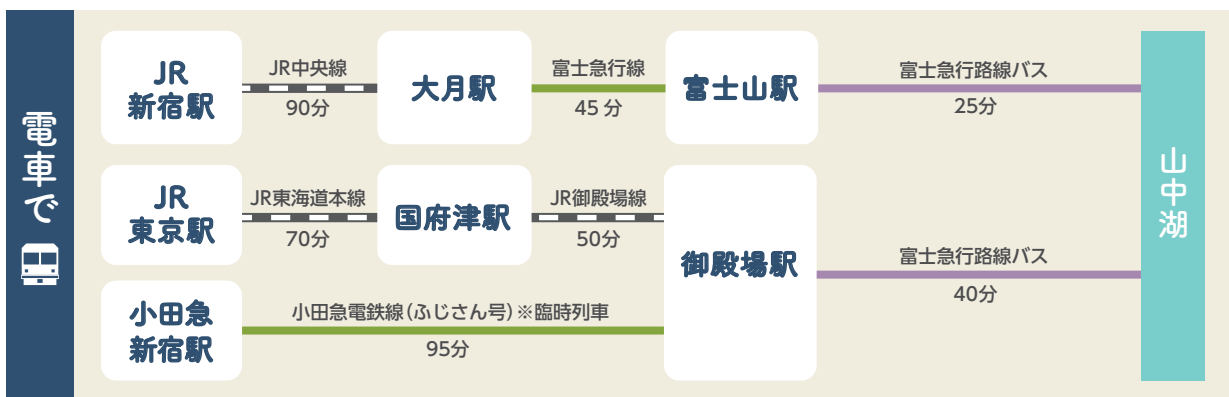 電車で
JR
新宿駅
JR中央線
90分
大月駅
富士急行線
45 分
富士山駅
富士急行路線バス
25分
JR
東京駅
JR東海道本線
70分
国府津駅
JR御殿場線
50分
御殿場駅
富士急行路線バス
40分
小田急
新宿駅
小田急電鉄線(ふじさん号)※臨時列車
95分
山中湖